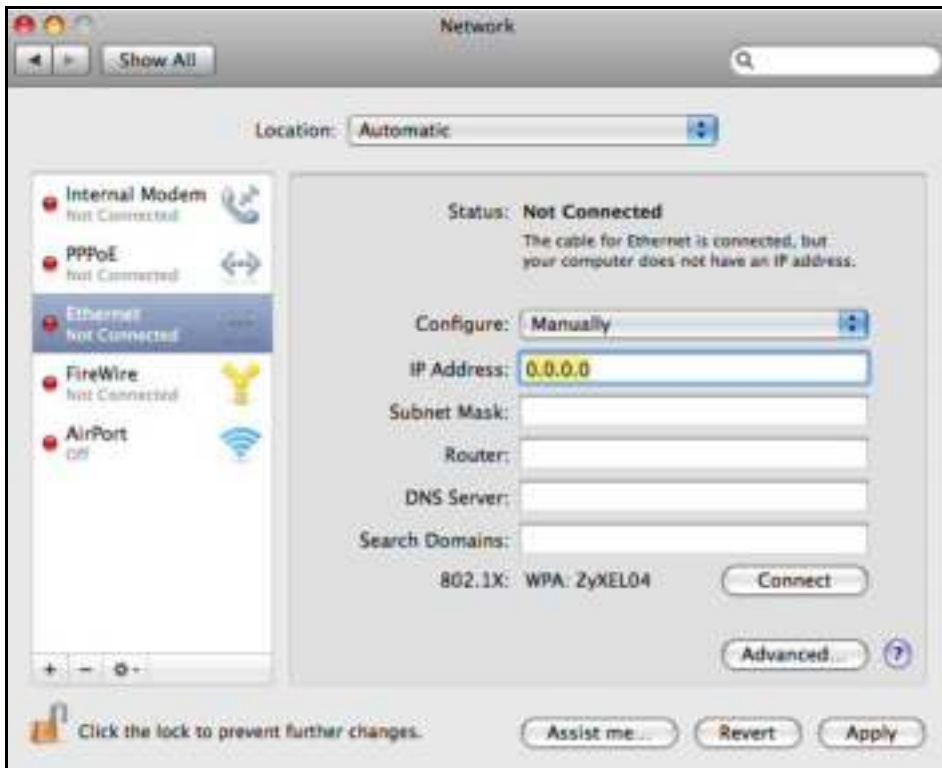 Network
Show All
Location: Automatic
Internal Modem
Not Connected
PPPoE
Not Connected
Ethernet
Not Connected
FireWire
Not Connected
AirPort
Off
Status: Not Connected
The cable for Ethernet is connected, but
your computer does not have an IP address.
Configure: Manually
IP Address: 0.0.0.0
Subnet Mask:
Router:
DNS Server:
Search Domains:
802.1X: WPA: ZyXEL04 Connect
Advanced... ?
+ -
Click the lock to prevent further changes.
Assist me... Revert Apply